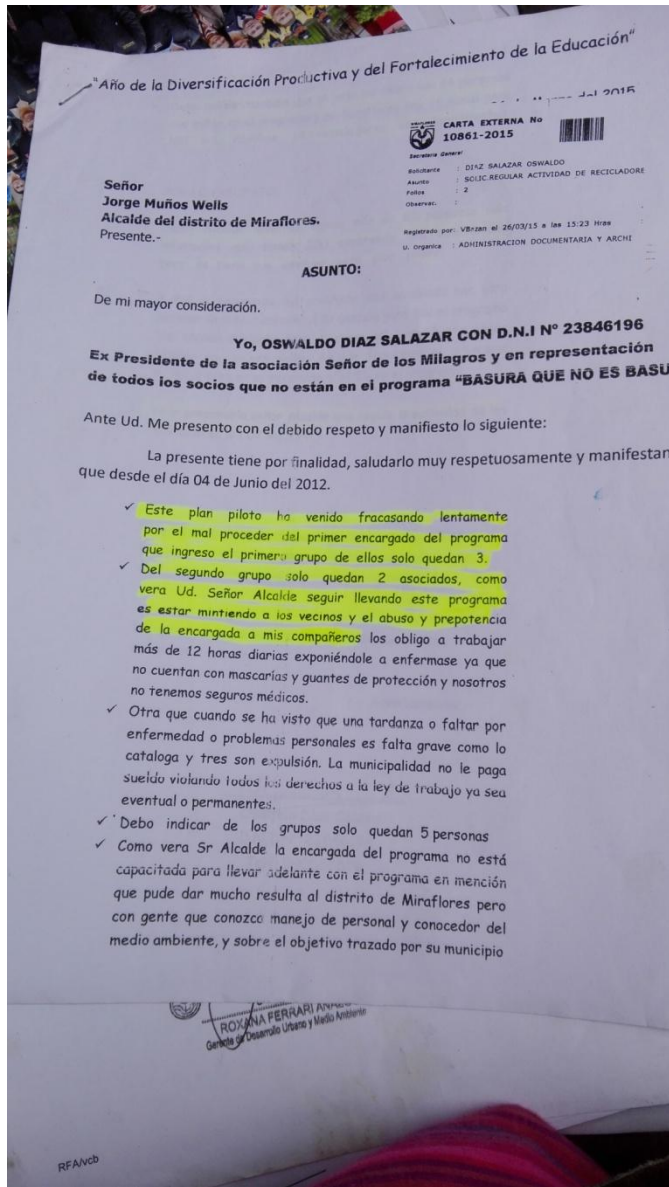 "Año de la Diversificación Productiva y del Fortalecimiento de la Educación"
del 2015
CARTA EXTERNA No
10861-2015
Secretaria General
Solicitante : DIAZ SALAZAR OSWALDO
Asunto : SOLIC.REGULAR ACTIVIDAD DE RECICLADORE
Folios : 2
Observac. :
Registrado por: VBazan el 26/03/15 a las 15:23 Hras
U. Organica : ADMINISTRACION DOCUMENTARIA Y ARCHI
Señor
Jorge Muños Wells
Alcalde del distrito de Miraflores.
Presente.-
ASUNTO:
De mi mayor consideración.
Yo, OSWALDO DIAZ SALAZAR CON D.N.I Nº 23846196
Ex Presidente de la asociación Señor de los Milagros y en representación
de todos los socios que no están en el programa "BASURA QUE NO ES BASU
Ante Ud. Me presento con el debido respeto y manifiesto lo siguiente:
La presente tiene por finalidad, saludarlo muy respetuosamente y manifestan
que desde el día 04 de Junio del 2012.
✓ Este plan piloto ha venido fracasando lentamente
por el mal proceder del primer encargado del programa
que ingreso el primero grupo de ellos solo quedan 3.
✓ Del segundo grupo solo quedan 2 asociados, como
vera Ud. Señor Alcalde seguir llevando este programa
es estar mintiendo a los vecinos y el abuso y prepotencia
de la encargada a mis compañeros los obligo a trabajar
más de 12 horas diarias exponiéndole a enfermase ya que
no cuentan con mascarías y guantes de protección y nosotros
no tenemos seguros médicos.
✓ Otra que cuando se ha visto que una tardanza o faltar por
enfermedad o problemas personales es falta grave como lo
cataloga y tres son expulsión. La municipalidad no le paga
sueldo violando todos los derechos a la ley de trabajo ya sea
eventual o permanentes.
✓ Debo indicar de los grupos solo quedan 5 personas
✓ Como vera Sr Alcalde la encargada del programa no está
capacitada para llevar adelante con el programa en mención
que pude dar mucho resulta al distrito de Miraflores pero
con gente que conozco manejo de personal y conocedor del
medio ambiente, y sobre el objetivo trazado por su municipio
ROXANA FERRARI
Gerente de Desarrollo Urbano y Medio Ambiente
RFA/vcb